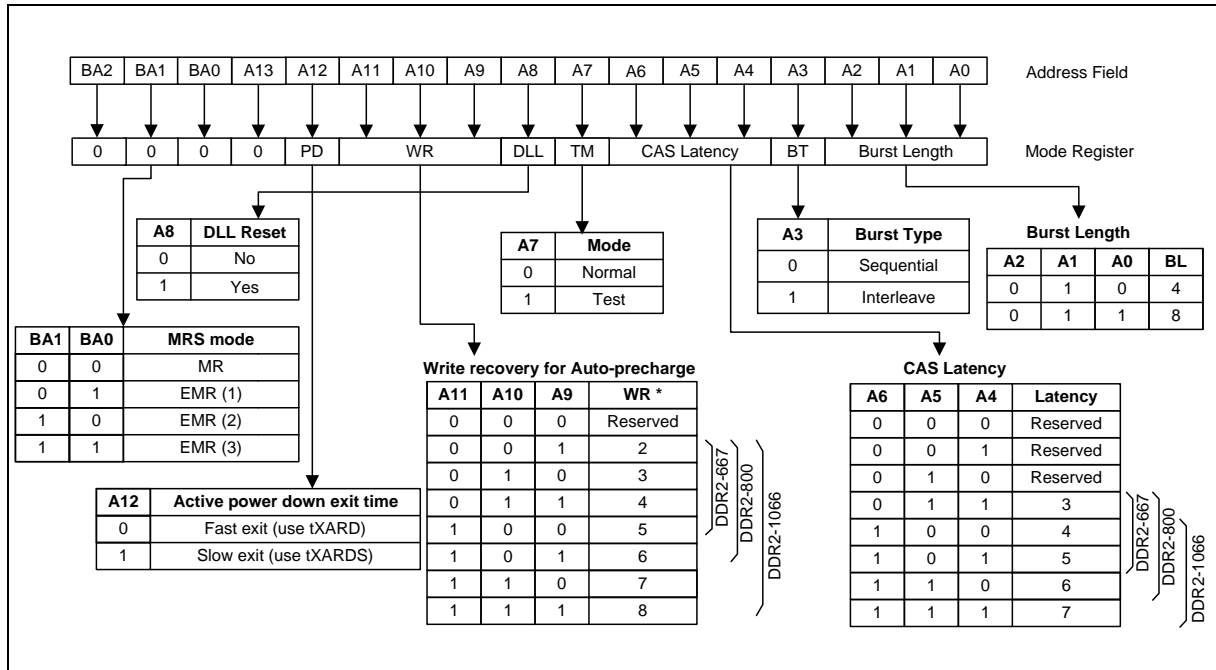 BA2 BA1 BA0 A13 A12 A11 A10 A9 A8 A7 A6 A5 A4 A3 A2 A1 A0 Address Field
0 0 0 0 PD WR DLL TM CAS Latency BT Burst Length Mode Register
A8 DLL Reset
0 No
1 Yes
A7 Mode
0 Normal
1 Test
A3 Burst Type
0 Sequential
1 Interleave
Burst Length
A2 A1 A0 BL
0 1 0 4
0 1 1 8
BA1 BA0 MRS mode
0 0 MR
0 1 EMR (1)
1 0 EMR (2)
1 1 EMR (3)
A12 Active power down exit time
0 Fast exit (use tXARD)
1 Slow exit (use tXARDS)
Write recovery for Auto-precharge
A11 A10 A9 WR *
0 0 0 Reserved
0 0 1 2
0 1 0 3
0 1 1 4
1 0 0 5
1 0 1 6
1 1 0 7
1 1 1 8
DDR2-667
DDR2-800
DDR2-1066
CAS Latency
A6 A5 A4 Latency
0 0 0 Reserved
0 0 1 Reserved
0 1 0 Reserved
0 1 1 3
1 0 0 4
1 0 1 5
1 1 0 6
1 1 1 7
DDR2-667
DDR2-800
DDR2-1066